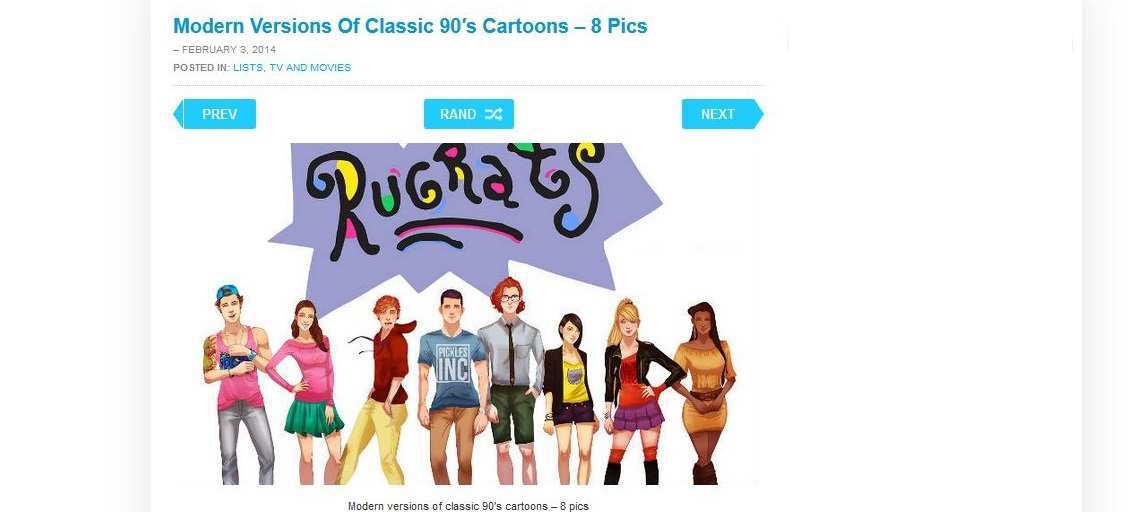 Modern Versions Of Classic 90's Cartoons – 8 Pics
– FEBRUARY 3, 2014
POSTED IN: LISTS, TV AND MOVIES
PREV
RAND
NEXT
RUGRatS
PICKLES
INC
Modern versions of classic 90's cartoons – 8 pics